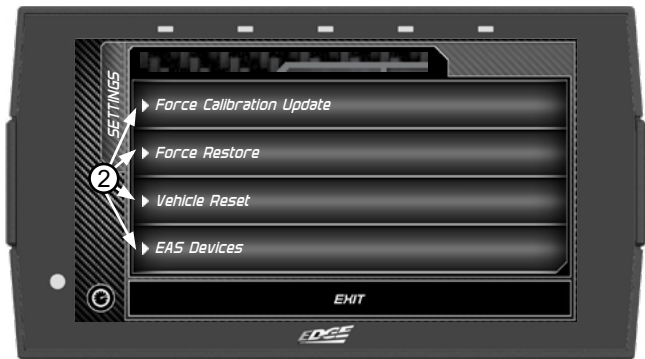 SETTINGS
Force Calibration Update
Force Restore
2
Vehicle Reset
EAS Devices
EXIT
EDGE